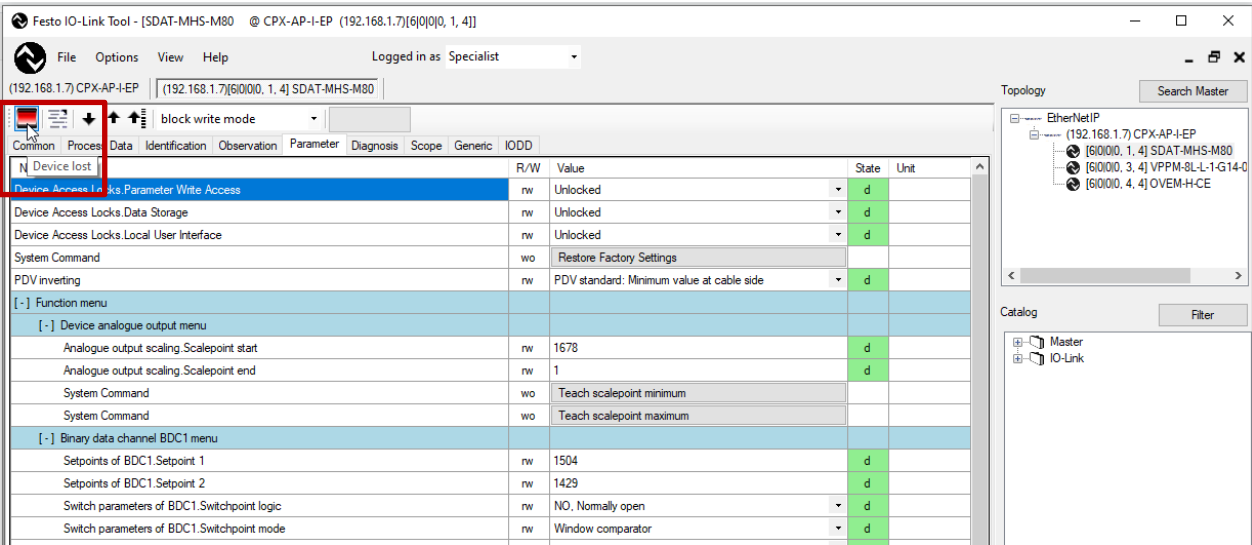 Festo IO-Link Tool - [SDAT-MHS-M80 @ CPX-AP-I-EP (192.168.1.7)[6|0|0|0, 1, 4]]
File Options View Help Logged in as Specialist
(192.168.1.7) CPX-AP-I-EP (192.168.1.7)[6|0|0|0, 1, 4] SDAT-MHS-M80
block write mode
Common Process Data Identification Observation Parameter Diagnosis Scope Generic IODD
Device lost
R/W Value State Unit
Device Access Locks.Parameter Write Access rw Unlocked d
Device Access Locks.Data Storage rw Unlocked d
Device Access Locks.Local User Interface rw Unlocked d
System Command wo Restore Factory Settings
PDV inverting rw PDV standard: Minimum value at cable side d
[-] Function menu
[-] Device analogue output menu
Analogue output scaling.Scalepoint start rw 1678 d
Analogue output scaling.Scalepoint end rw 1 d
System Command wo Teach scalepoint minimum
System Command wo Teach scalepoint maximum
[-] Binary data channel BDC1 menu
Setpoints of BDC1.Setpoint 1 rw 1504 d
Setpoints of BDC1.Setpoint 2 rw 1429 d
Switch parameters of BDC1.Switchpoint logic rw NO, Normally open d
Switch parameters of BDC1.Switchpoint mode rw Window comparator d
Topology Search Master
EtherNetIP
(192.168.1.7) CPX-AP-I-EP
[6|0|0|0, 1, 4] SDAT-MHS-M80
[6|0|0|0, 3, 4] VPPM-8L-L-1-G14-0
[6|0|0|0, 4, 4] OVEM-H-CE
Catalog Filter
Master
IO-Link